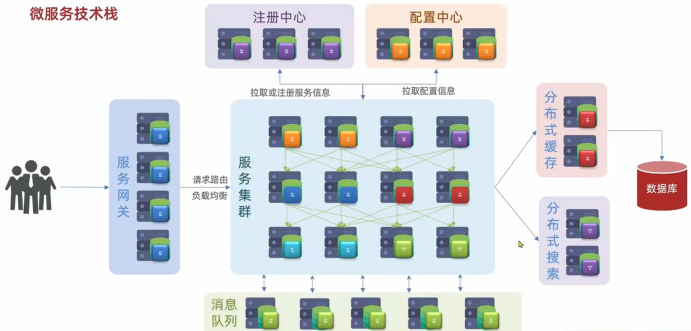 微服务技术栈
注册中心
配置中心
拉取或注册服务信息
拉取配置信息
服务网关
请求路由
负载均衡
服务集群
分布式缓存
数据库
分布式搜索
消息
队列